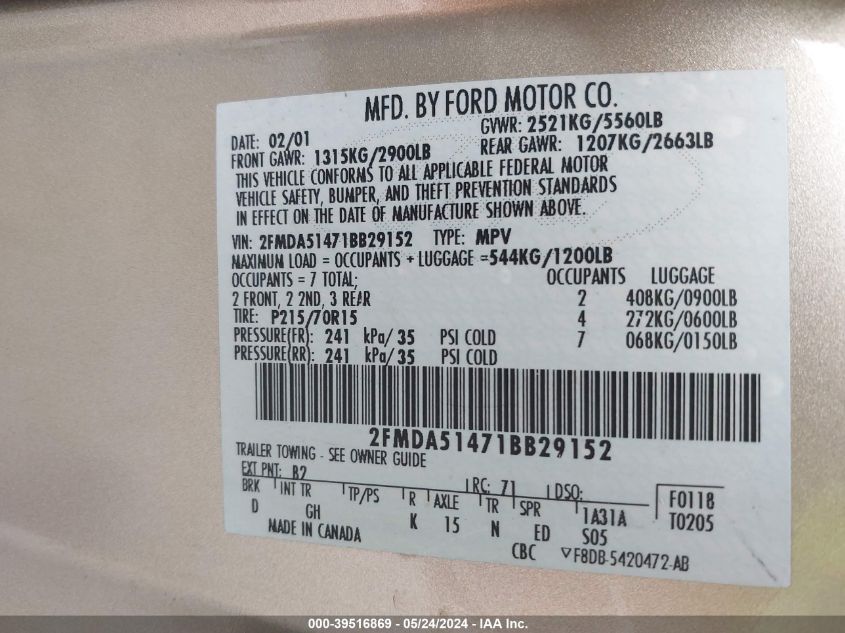 MFD. BY FORD MOTOR CO.
DATE: 02/01 GVWR: 2521KG/5560LB
FRONT GAWR: 1315KG/2900LB REAR GAWR: 1207KG/2663LB
THIS VEHICLE CONFORMS TO ALL APPLICABLE FEDERAL MOTOR
VEHICLE SAFETY, BUMPER, AND THEFT PREVENTION STANDARDS
IN EFFECT ON THE DATE OF MANUFACTURE SHOWN ABOVE.
VIN: 2FMDA51471BB29152 TYPE: MPV
MAXIMUM LOAD = OCCUPANTS + LUGGAGE =544KG/1200LB
OCCUPANTS = 7 TOTAL; OCCUPANTS LUGGAGE
2 FRONT, 2 2ND, 3 REAR 2 408KG/0900LB
TIRE: P215/70R15 4 272KG/0600LB
PRESSURE(FR): 241 kPa/ 35 PSI COLD 7 068KG/0150LB
PRESSURE(RR): 241 kPa/ 35 PSI COLD
2FMDA51471BB29152
TRAILER TOWING - SEE OWNER GUIDE
EXT PNT: B2 RC: 71 DSO: F0118
BRK INT TR TP/PS R AXLE TR SPR 1A31A T0205
D GH K 15 N ED S05
MADE IN CANADA CBC ▽F8DB-5420472-AB
000-39516869 - 05/24/2024 - IAA Inc.